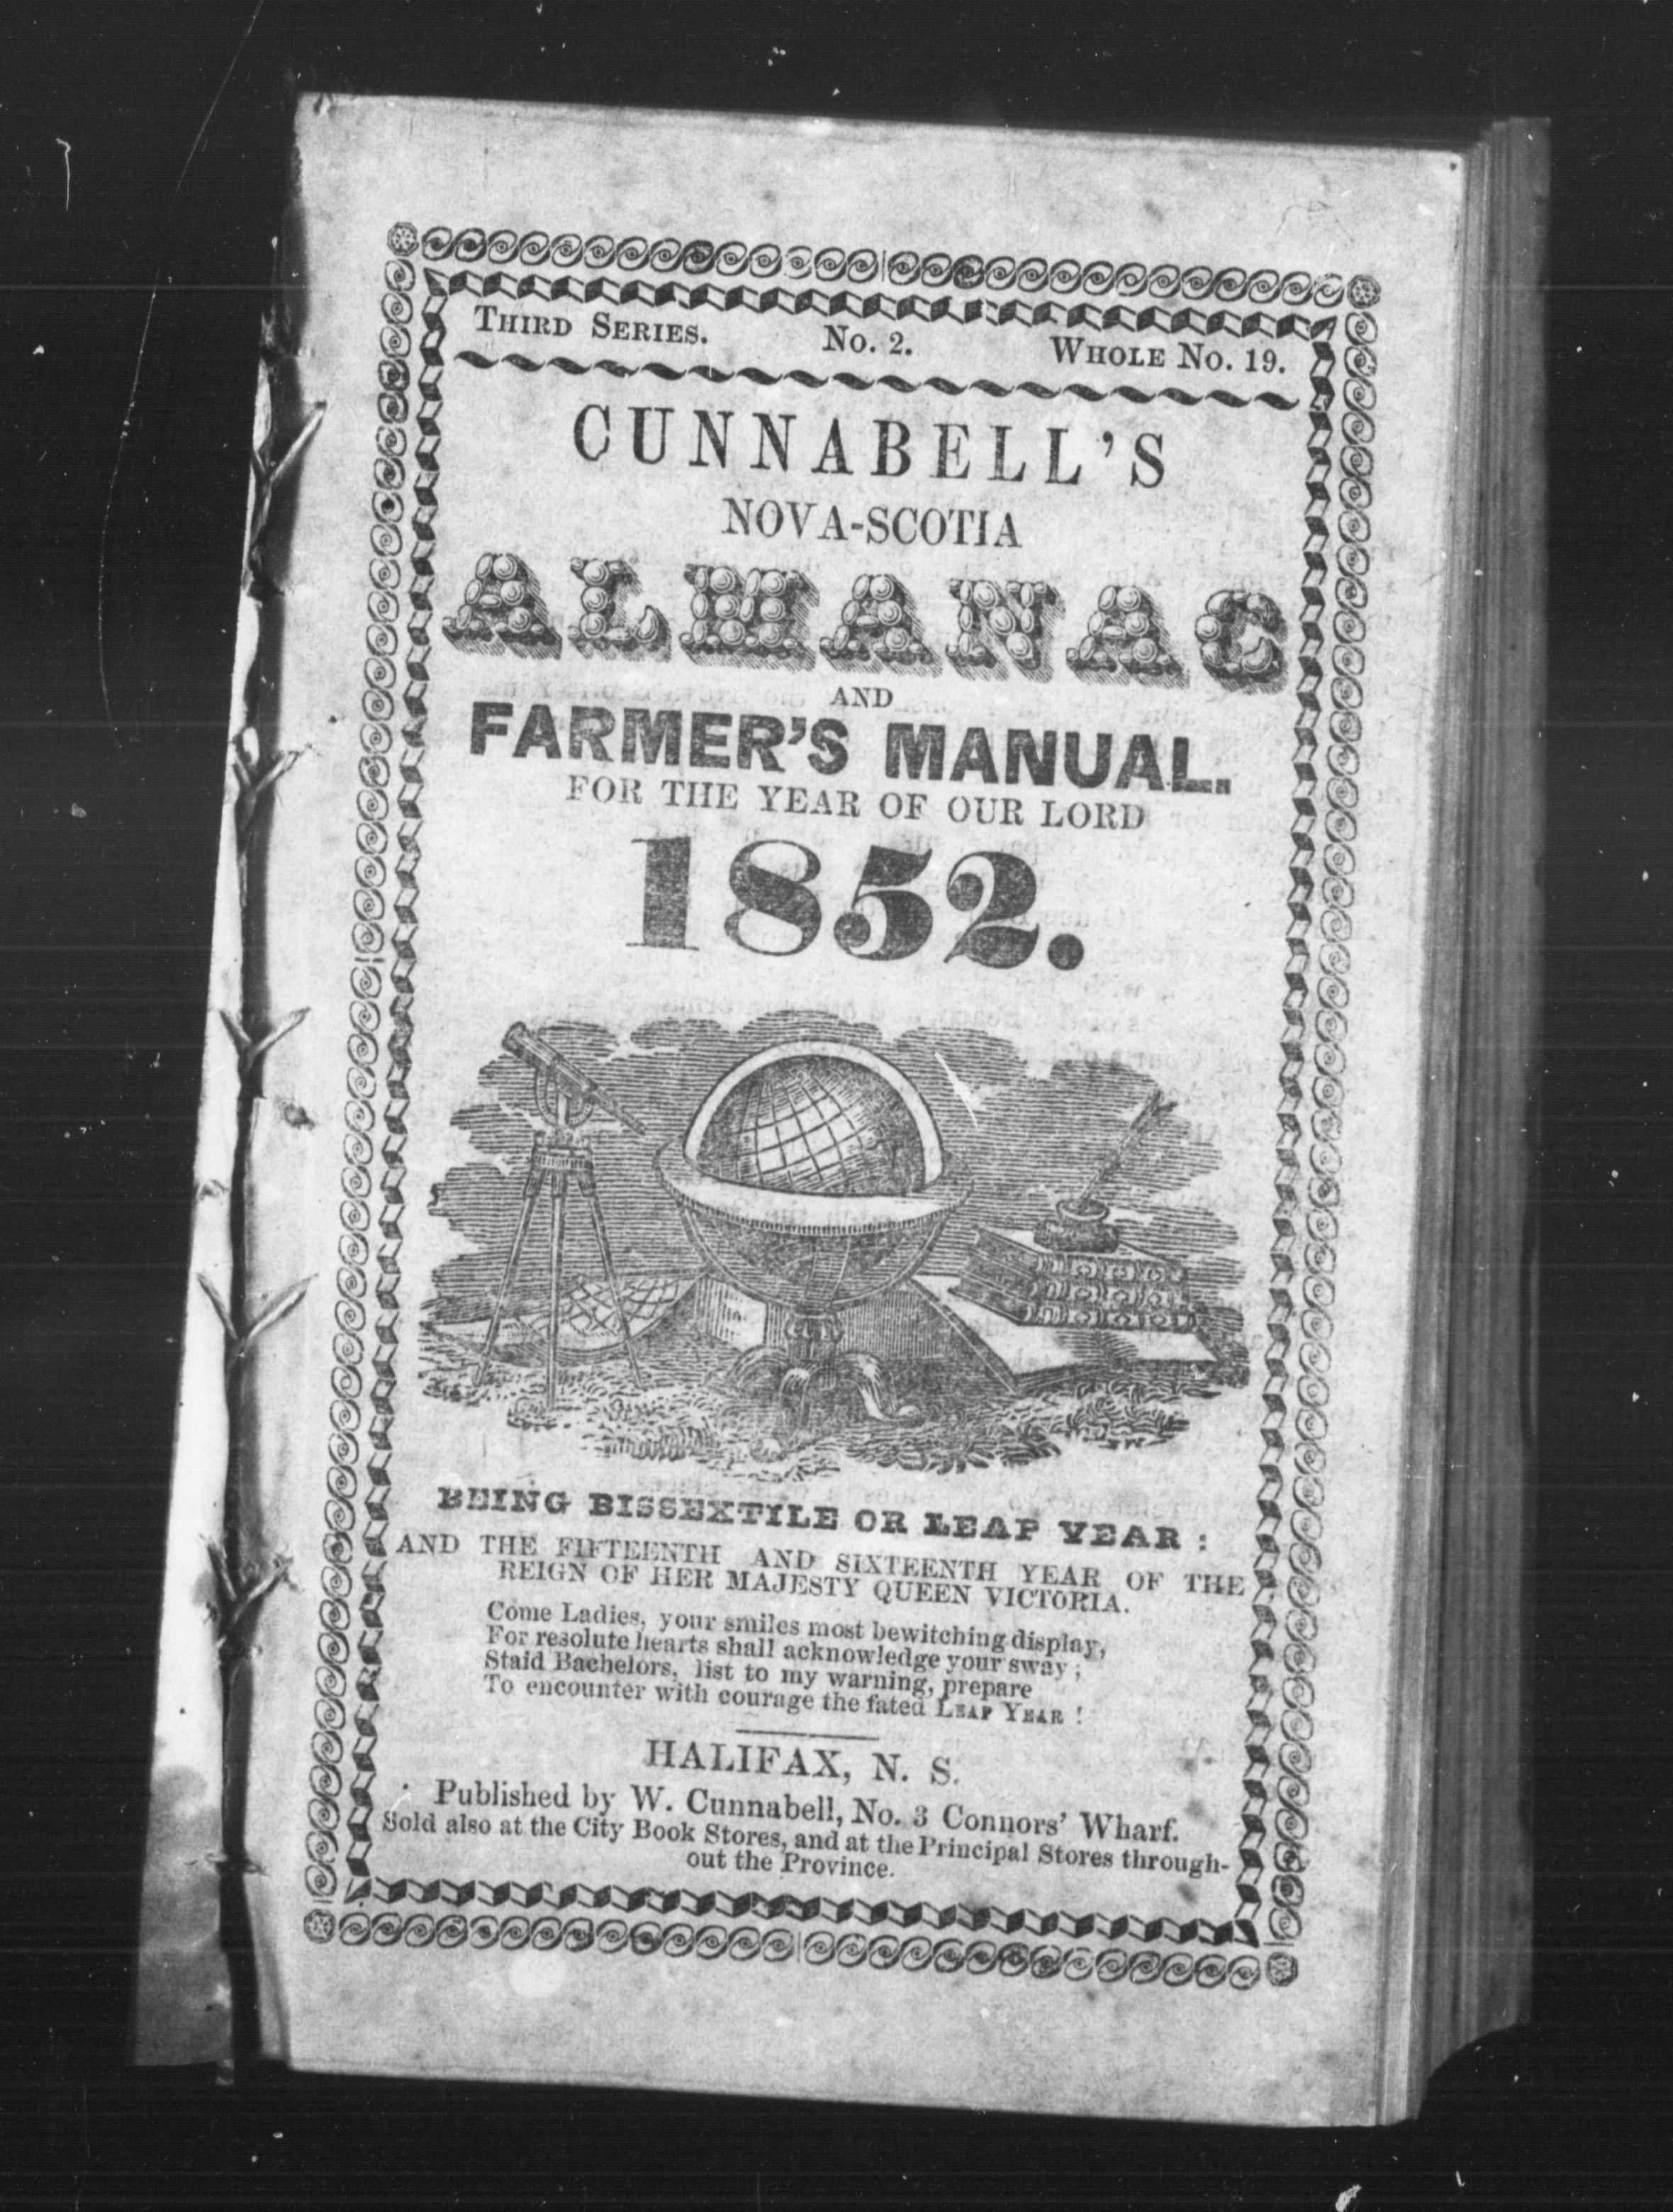 THIRD SERIES. NO. 2. WHOLE NO. 19.
CUNNABELL'S
NOVA-SCOTIA
ALMANAC
AND
FARMER'S MANUAL.
FOR THE YEAR OF OUR LORD
1852.
BEING BISSEXTILE OR LEAP YEAR :
AND THE FIFTEENTH AND SIXTEENTH YEAR OF THE
REIGN OF HER MAJESTY QUEEN VICTORIA.
Come Ladies, your smiles most bewitching display,
For resolute hearts shall acknowledge your sway ;
Staid Bachelors, list to my warning, prepare
To encounter with courage the fated LEAP YEAR !
HALIFAX, N. S.
Published by W. Cunnabell, No. 3 Connors' Wharf.
Sold also at the City Book Stores, and at the Principal Stores through-
out the Province.